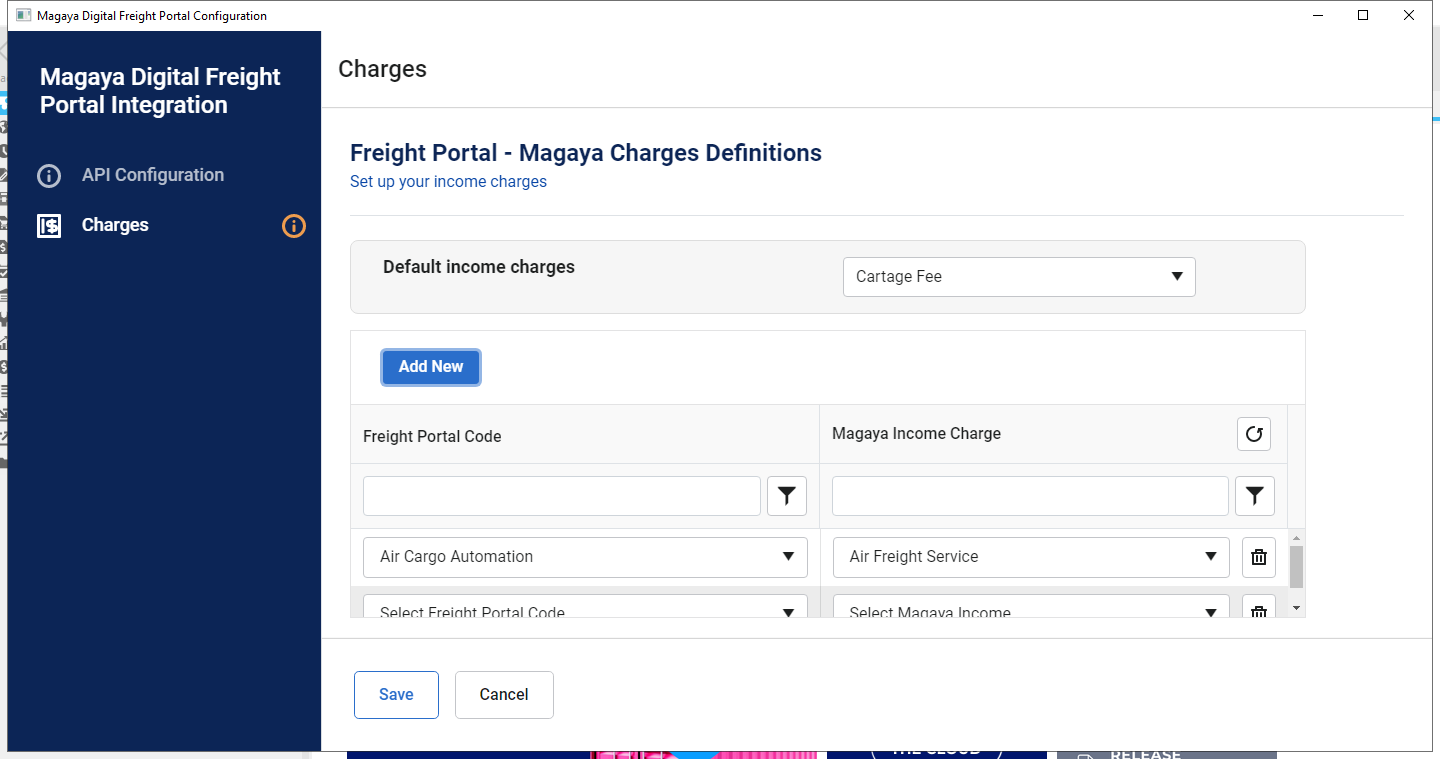 Magaya Digital Freight Portal Configuration
Magaya Digital Freight
Portal Integration
API Configuration
Charges
Charges
Freight Portal - Magaya Charges Definitions
Set up your income charges
Default income charges
Cartage Fee
Add New
Freight Portal Code
Magaya Income Charge
Air Cargo Automation
Air Freight Service
Select Freight Portal Code
Select Magaya Income
Save
Cancel
THE CLOUD
RELEASE